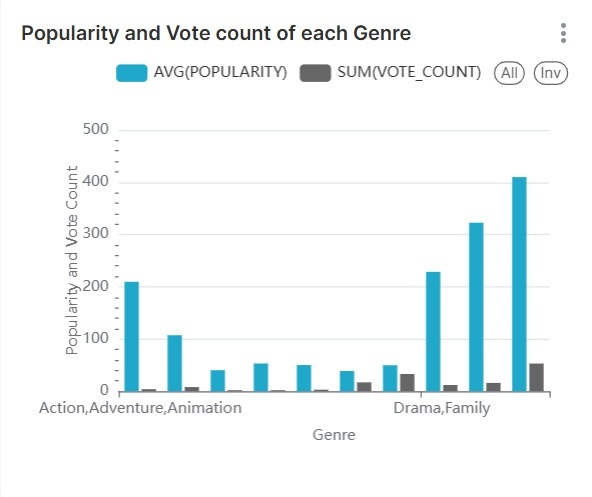 Popularity and Vote count of each Genre
AVG(POPULARITY) SUM(VOTE_COUNT) All Inv
Popularity and Vote Count
500
400
300
200
100
0
Action,Adventure,Animation Drama,Family
Genre